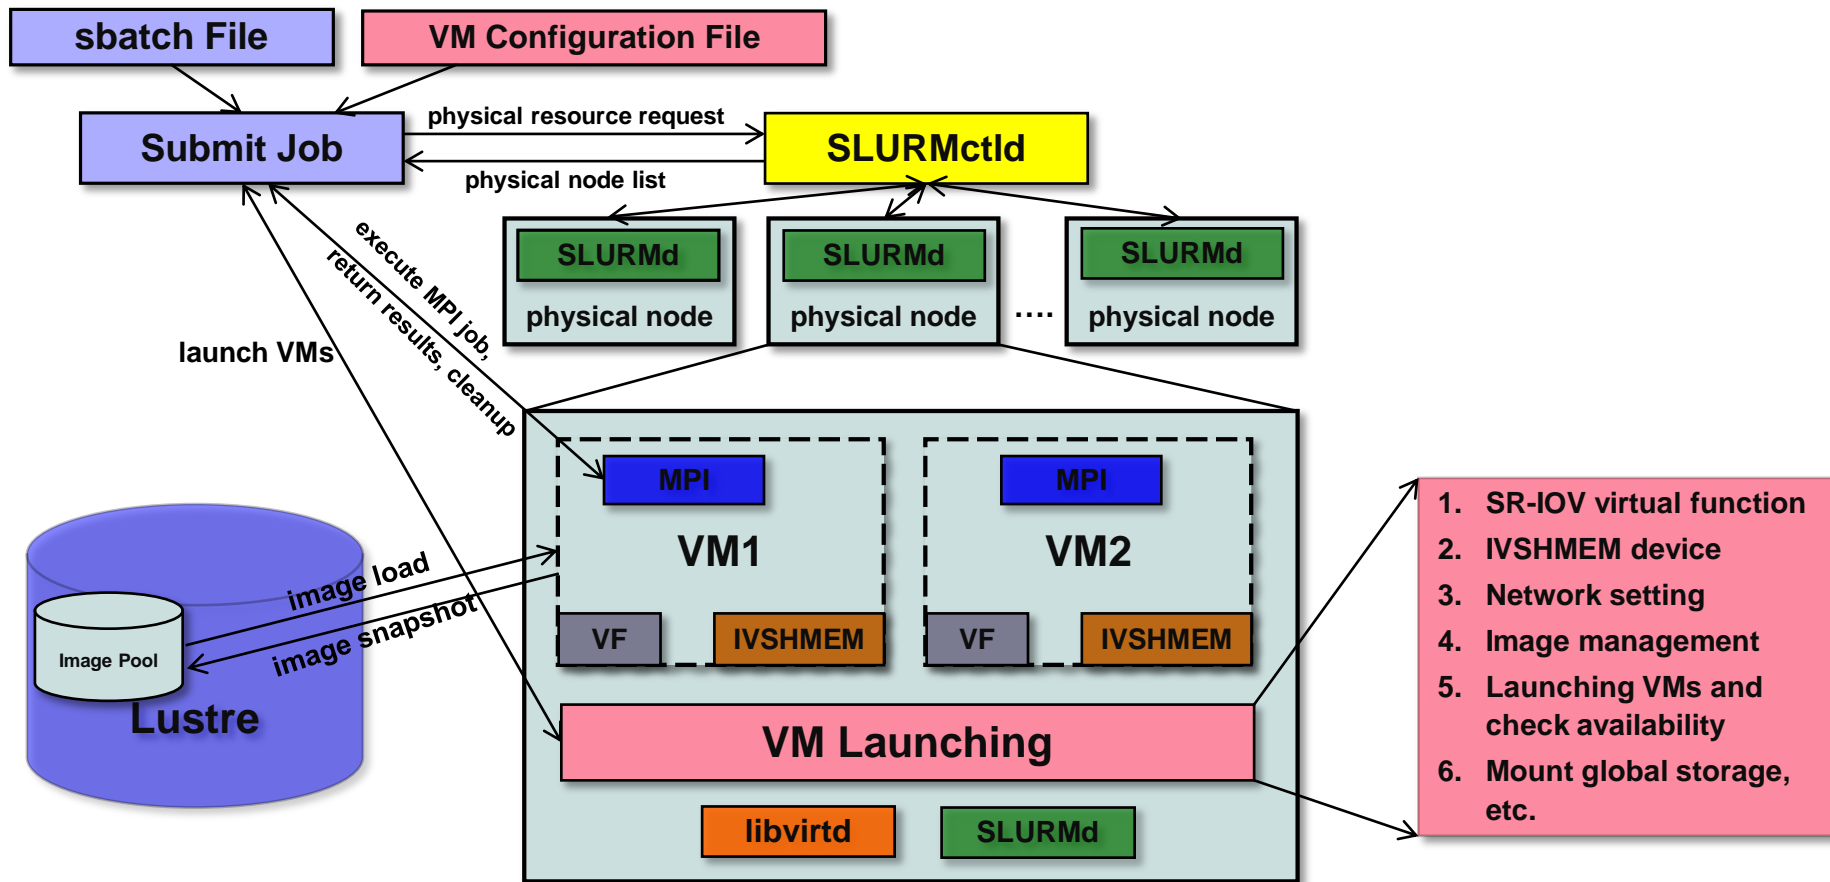 sbatch File
VM Configuration File
Submit Job
physical resource request
SLURMctld
physical node list
SLURMd
physical node
SLURMd
physical node
....
SLURMd
physical node
execute MPI job,
return results, cleanup
launch VMs
MPI
VM1
VF
IVSHMEM
MPI
VM2
VF
IVSHMEM
image load
image snapshot
Image Pool
Lustre
VM Launching
libvirtd
SLURMd
1. SR-IOV virtual function
2. IVSHMEM device
3. Network setting
4. Image management
5. Launching VMs and
check availability
6. Mount global storage,
etc.